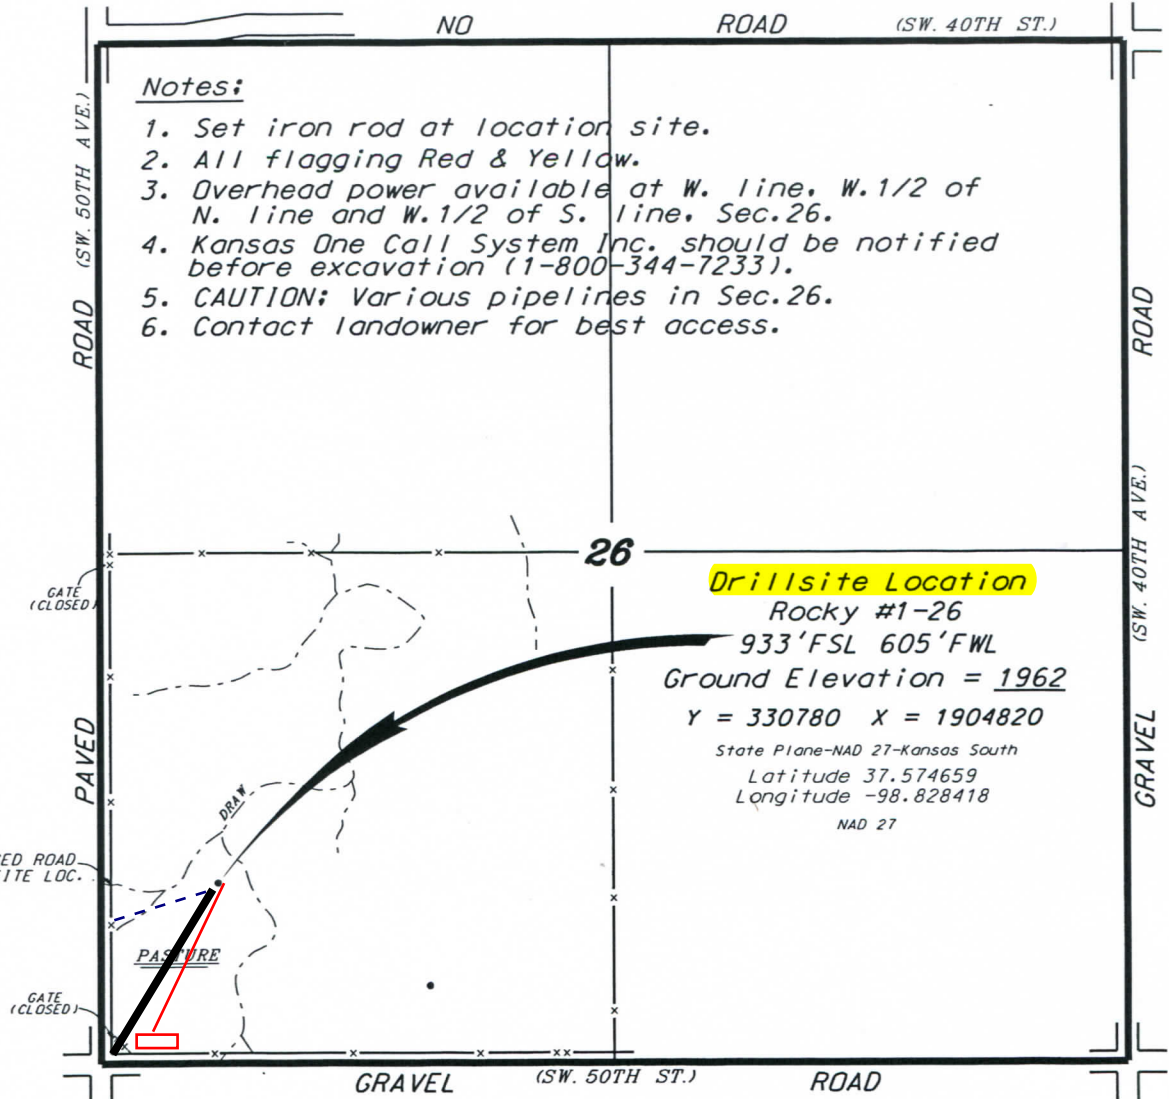 NO ROAD (SW. 40TH ST.)
Notes:
1. Set iron rod at location site.
2. All flagging Red & Yellow.
3. Overhead power available at W. line, W.1/2 of
N. line and W.1/2 of S. line, Sec.26.
4. Kansas One Call System Inc. should be notified
before excavation (1-800-344-7233).
5. CAUTION: Various pipelines in Sec.26.
6. Contact landowner for best access.
(SW. 50TH AVE.)
ROAD
PAVED
ROAD
(SW. 40TH AVE.)
GRAVEL
26
GATE
(CLOSED)
Drillsite Location
Rocky #1-26
933'FSL 605'FWL
Ground Elevation = 1962
Y = 330780 X = 1904820
State Plane-NAD 27-Kansas South
Latitude 37.574659
Longitude -98.828418
NAD 27
DRAW
ROAD
LOC.
PASTURE
GATE
(CLOSED)
GRAVEL (SW. 50TH ST.) ROAD